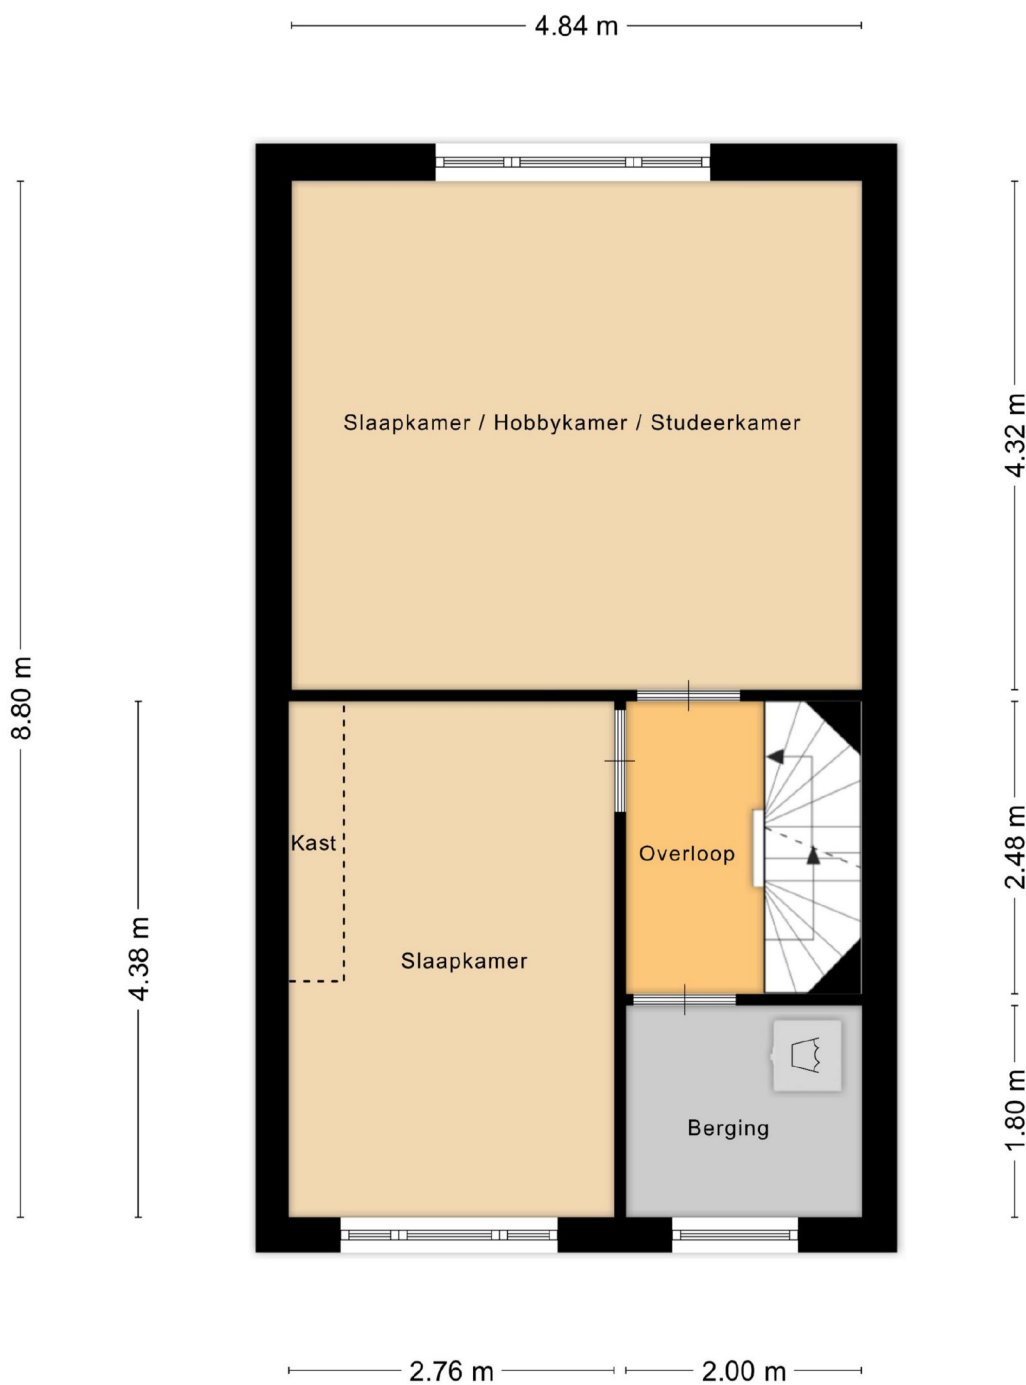 4.84 m
Slaapkamer / Hobbykamer / Studeerkamer
4.32 m
8.80 m
Kast
Overloop
2.48 m
4.38 m
Slaapkamer
Berging
1.80 m
2.76 m
2.00 m